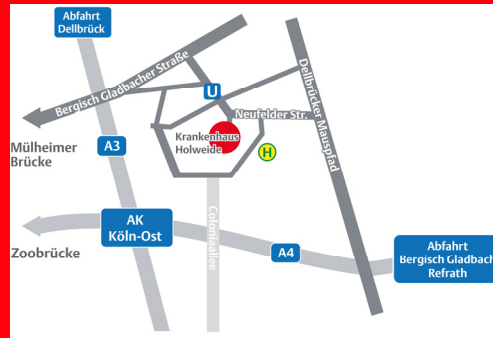 Abfahrt
Dellbrück
Bergisch Gladbacher Straße
U
Neufelder Str.
Dellbrücker Mauspfad
Mülheimer
Brücke
A3
Krankenhaus
Holweide
H
AK
Köln-Ost
Coloniaallee
Zoobrücke
A4
Abfahrt
Bergisch Gladbach
Refrath